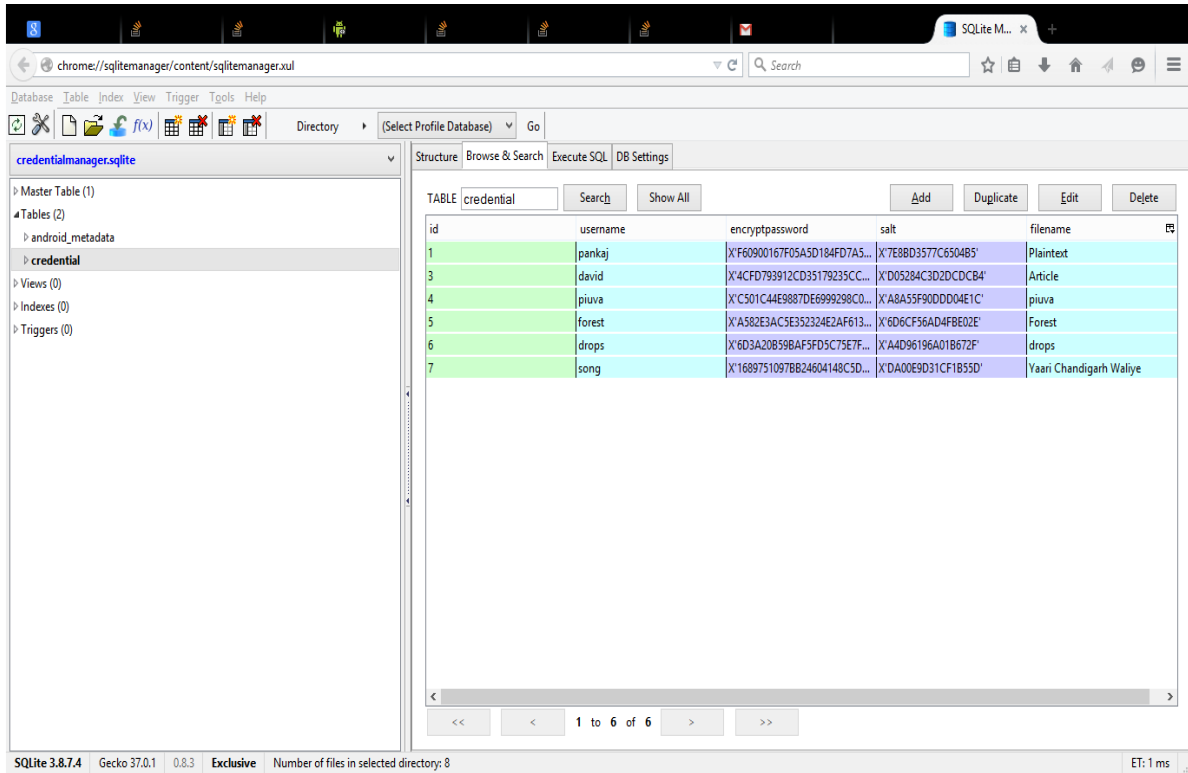 8
SQLite M... ×
chrome://sqlitemanager/content/sqlitemanager.xul
Search
Database Table Index View Trigger Tools Help
f(x)
Directory (Select Profile Database) Go
credentialmanager.sqlite
Master Table (1)
Tables (2)
android_metadata
credential
Views (0)
Indexes (0)
Triggers (0)
Structure Browse & Search Execute SQL DB Settings
TABLE credential Search Show All Add Duplicate Edit Delete
id username encryptpassword salt filename
1 pankaj X'F60900167F05A5D184FD7A5... X'7E8BD3577C6504B5' Plaintext
3 david X'4CFD793912CD35179235CC... X'D05284C3D2DCDCB4' Article
4 piuva X'C501C44E9887DE6999298C0... X'A8A55F90DDD04E1C' piuva
5 forest X'A582E3AC5E352324E2AF613... X'6D6CF56AD4FBE02E' Forest
6 drops X'6D3A20B59BAF5FD5C75E7F... X'A4D96196A01B672F' drops
7 song X'1689751097BB24604148C5D... X'DA00E9D31CF1B55D' Yaari Chandigarh Waliye
<< < 1 to 6 of 6 > >>
SQLite 3.8.7.4 Gecko 37.0.1 0.8.3 Exclusive Number of files in selected directory: 8 ET: 1 ms